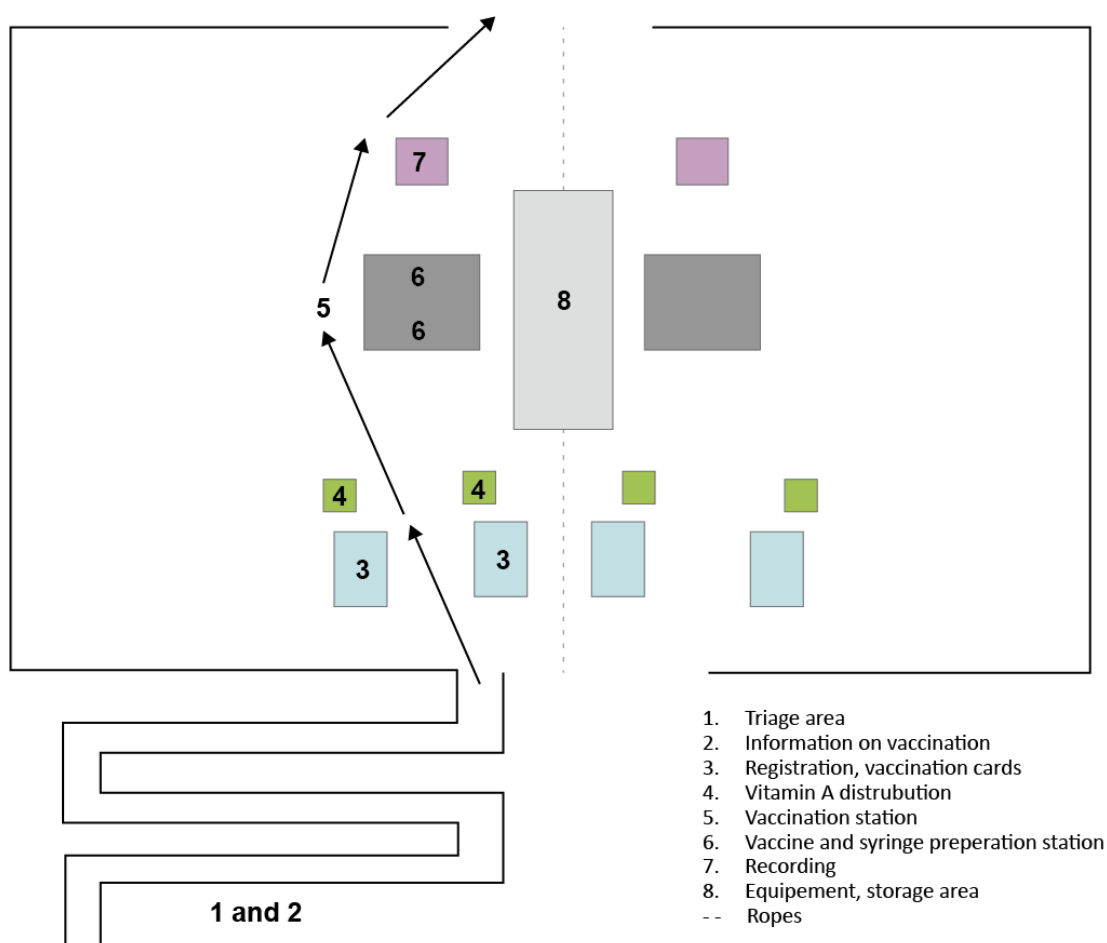 7
6
5
8
6
4
4
3
3
1. Triage area
2. Information on vaccination
3. Registration, vaccination cards
4. Vitamin A distrubution
5. Vaccination station
6. Vaccine and syringe preperation station
7. Recording
8. Equipement, storage area
- - Ropes
1 and 2